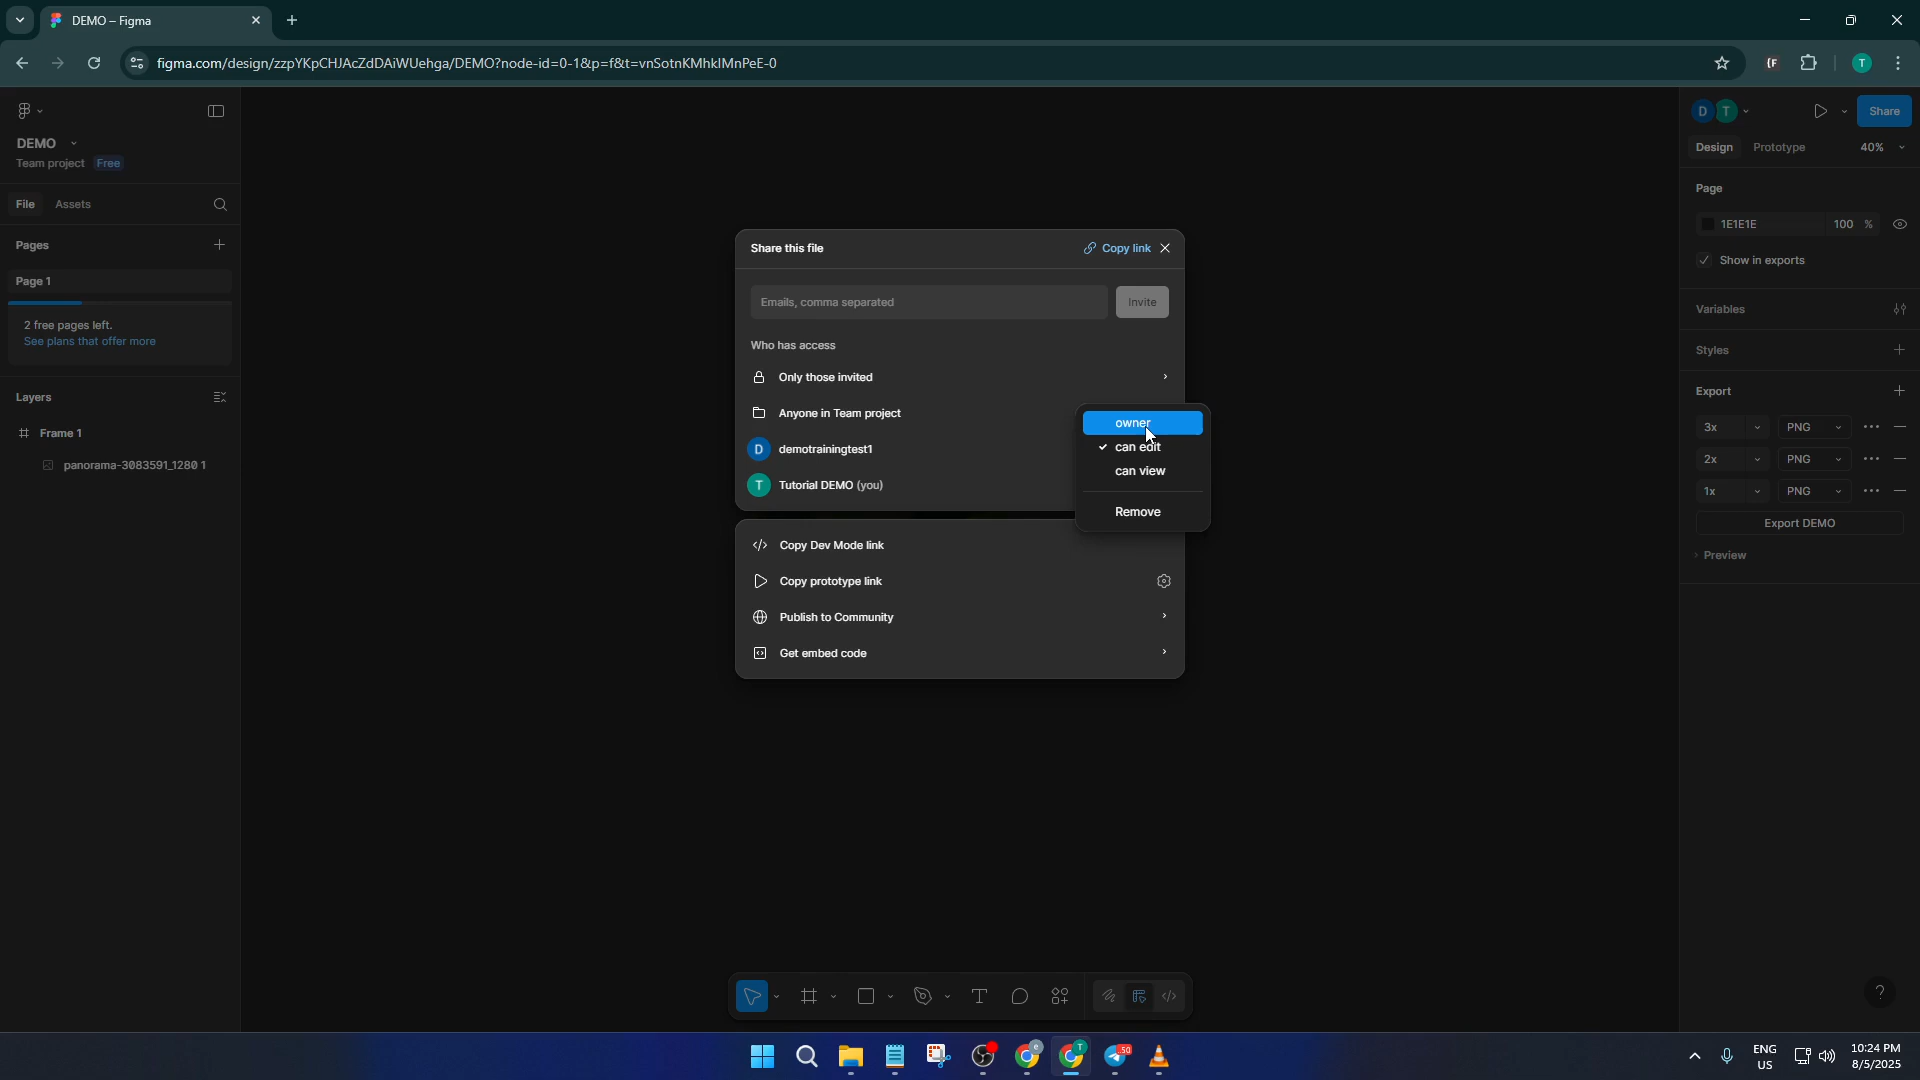 DEMO – Figma
figma.com/design/zzpYKpCHJAcZdDAiWUehga/DEMO?node-id=0-1&p=f&t=vnSotnKMhkIMnPeE-0
T
DEMO
Team project Free
File Assets
Pages
Page 1
2 free pages left.
See plans that offer more
Layers
Frame 1
panorama-3083591_1280 1
Share this file
Copy link
Emails, comma separated
Invite
Who has access
Only those invited
Anyone in Team project
D demotrainingtest1
T Tutorial DEMO (you)
owner
can edit
can view
Remove
Copy Dev Mode link
Copy prototype link
Publish to Community
Get embed code
D T
Share
Design Prototype 40%
Page
1E1E1E 100 %
Show in exports
Variables
Styles
Export
3x PNG
2x PNG
1x PNG
Export DEMO
Preview
?
e
T
50
ENG
US
10:24 PM
8/5/2025